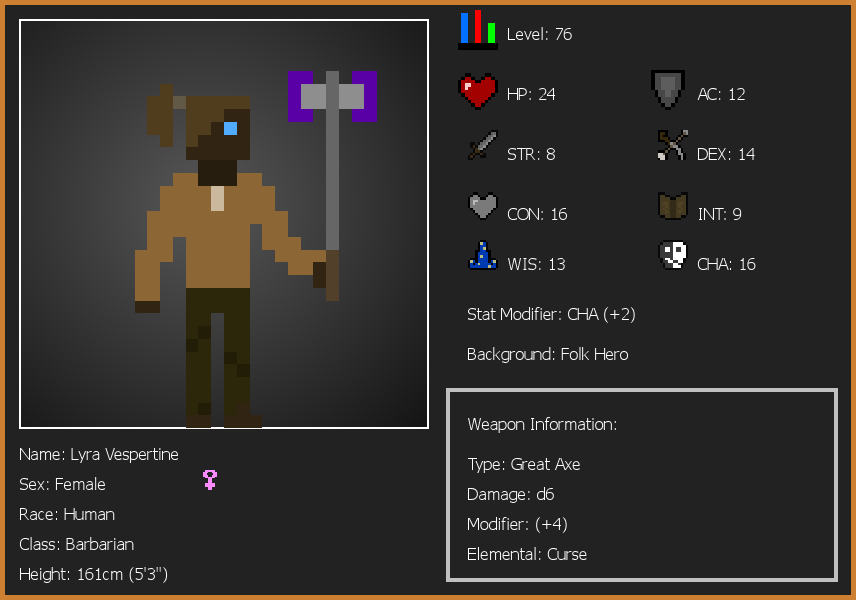 Level: 76
HP: 24
AC: 12
STR: 8
DEX: 14
CON: 16
INT: 9
WIS: 13
CHA: 16
Stat Modifier: CHA (+2)
Background: Folk Hero
Weapon Information:
Type: Great Axe
Damage: d6
Modifier: (+4)
Elemental: Curse
Name: Lyra Vespertine
Sex: Female
Race: Human
Class: Barbarian
Height: 161cm (5'3")